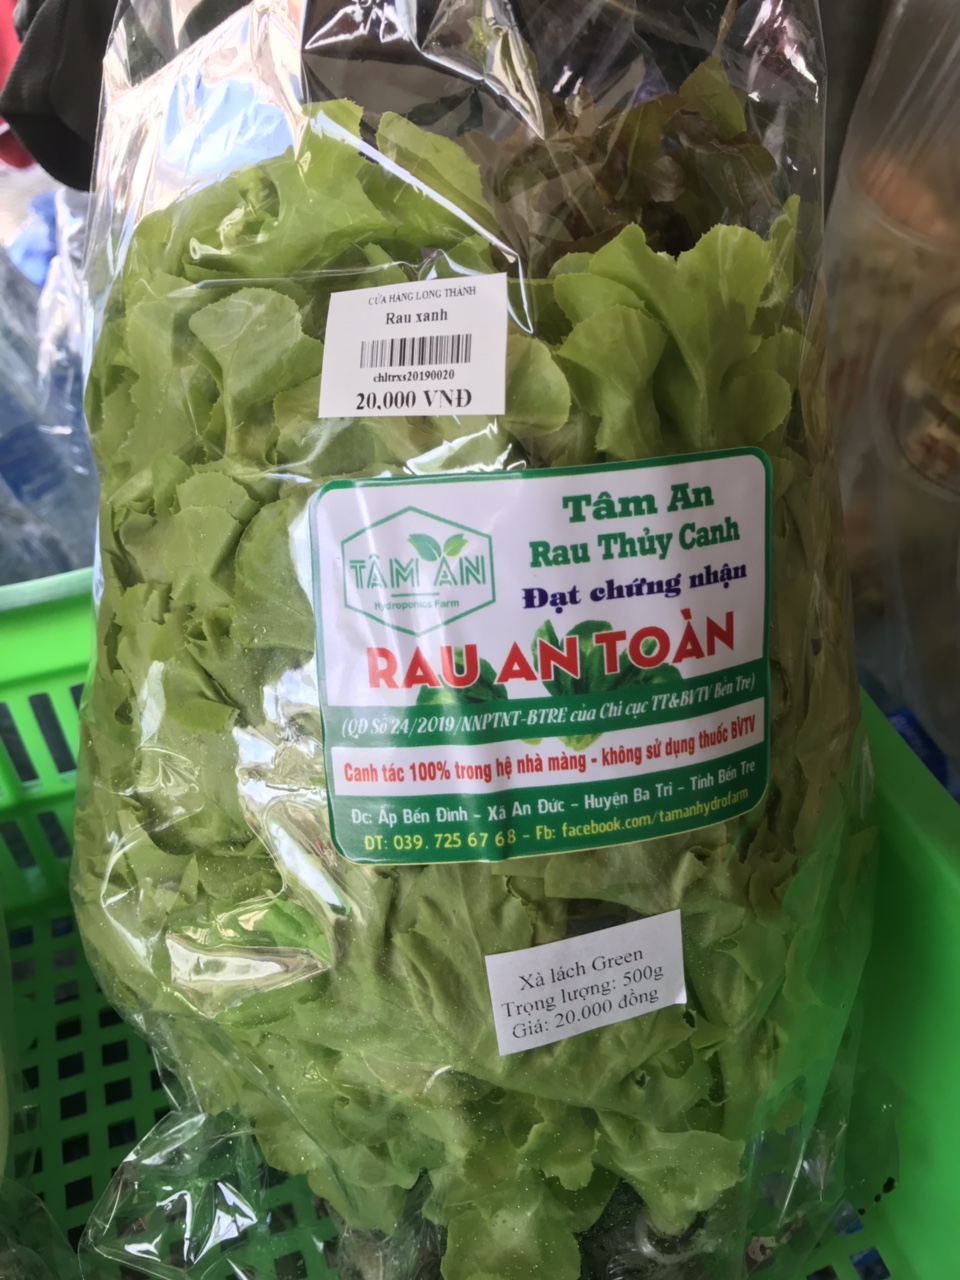 CỬA HÀNG LONG THÀNH
Rau xanh
chltrxs20190020
20,000 VNĐ
TÂM AN
Hydroponics Farm
Tâm An
Rau Thủy Canh
Đạt chứng nhận
RAU AN TOÀN
(QĐ Số 24/2019/NNPTNT-BTRE của Chi cục TT&BVTV Bến Tre)
Canh tác 100% trong hệ nhà màng - không sử dụng thuốc BVTV
Đc: Ấp Bến Đình - Xã An Đức - Huyện Ba Tri - Tỉnh Bến Tre
ĐT: 039. 725 67 68 - Fb: facebook.com/tamanhydrofarm
Xà lách Green
Trọng lượng: 500g
Giá: 20.000 đồng